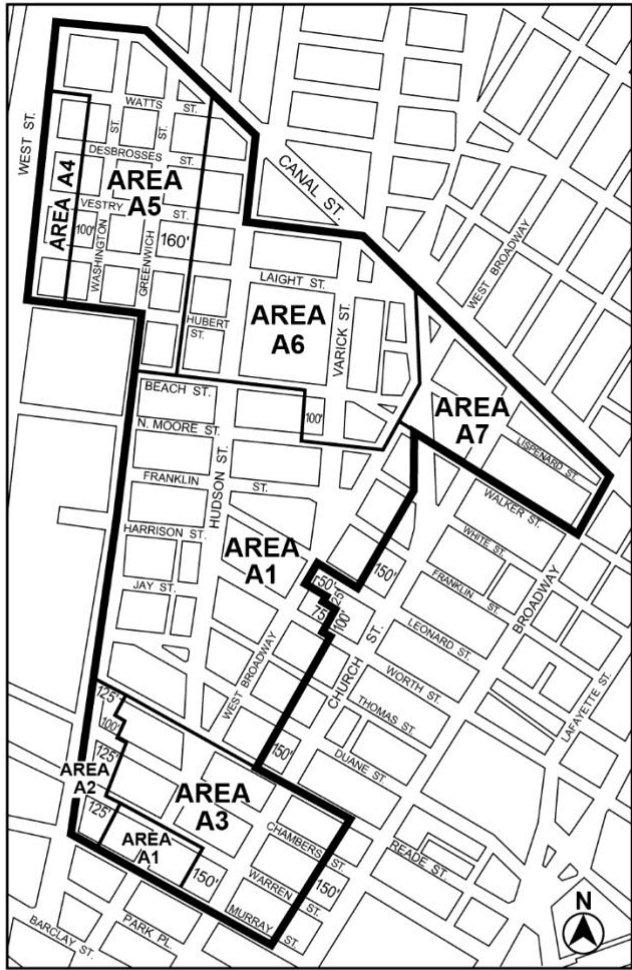 WATTS
ST.
WEST ST.
ST.
ST.
DESBROSSES
ST.
CANAL ST.
AREA A4
AREA
A5
VESTRY
ST.
100'
160'
WASHINGTON
GREENWICH
WEST BROADWAY
LAIGHT ST.
HUBERT
ST.
AREA
A6
VARICK ST.
BEACH ST.
100'
AREA
A7
LISPENARD ST.
N. MOORE ST.
HUDSON ST.
WALKER ST.
FRANKLIN
ST.
WHITE ST.
HARRISON ST.
AREA
A1
150'
50'
25'
75'
100'
FRANKLIN ST.
BROADWAY
JAY ST.
LEONARD ST.
CHURCH ST.
WEST BROADWAY
WORTH ST.
LAFAYETTE ST.
THOMAS ST.
125'
100'
150'
DUANE ST.
125'
AREA
A2
AREA
A3
125'
AREA
A1
CHAMBERS ST.
READE ST.
150'
WARREN
ST.
150'
MURRAY
ST.
PARK PL.
BARCLAY ST.
N